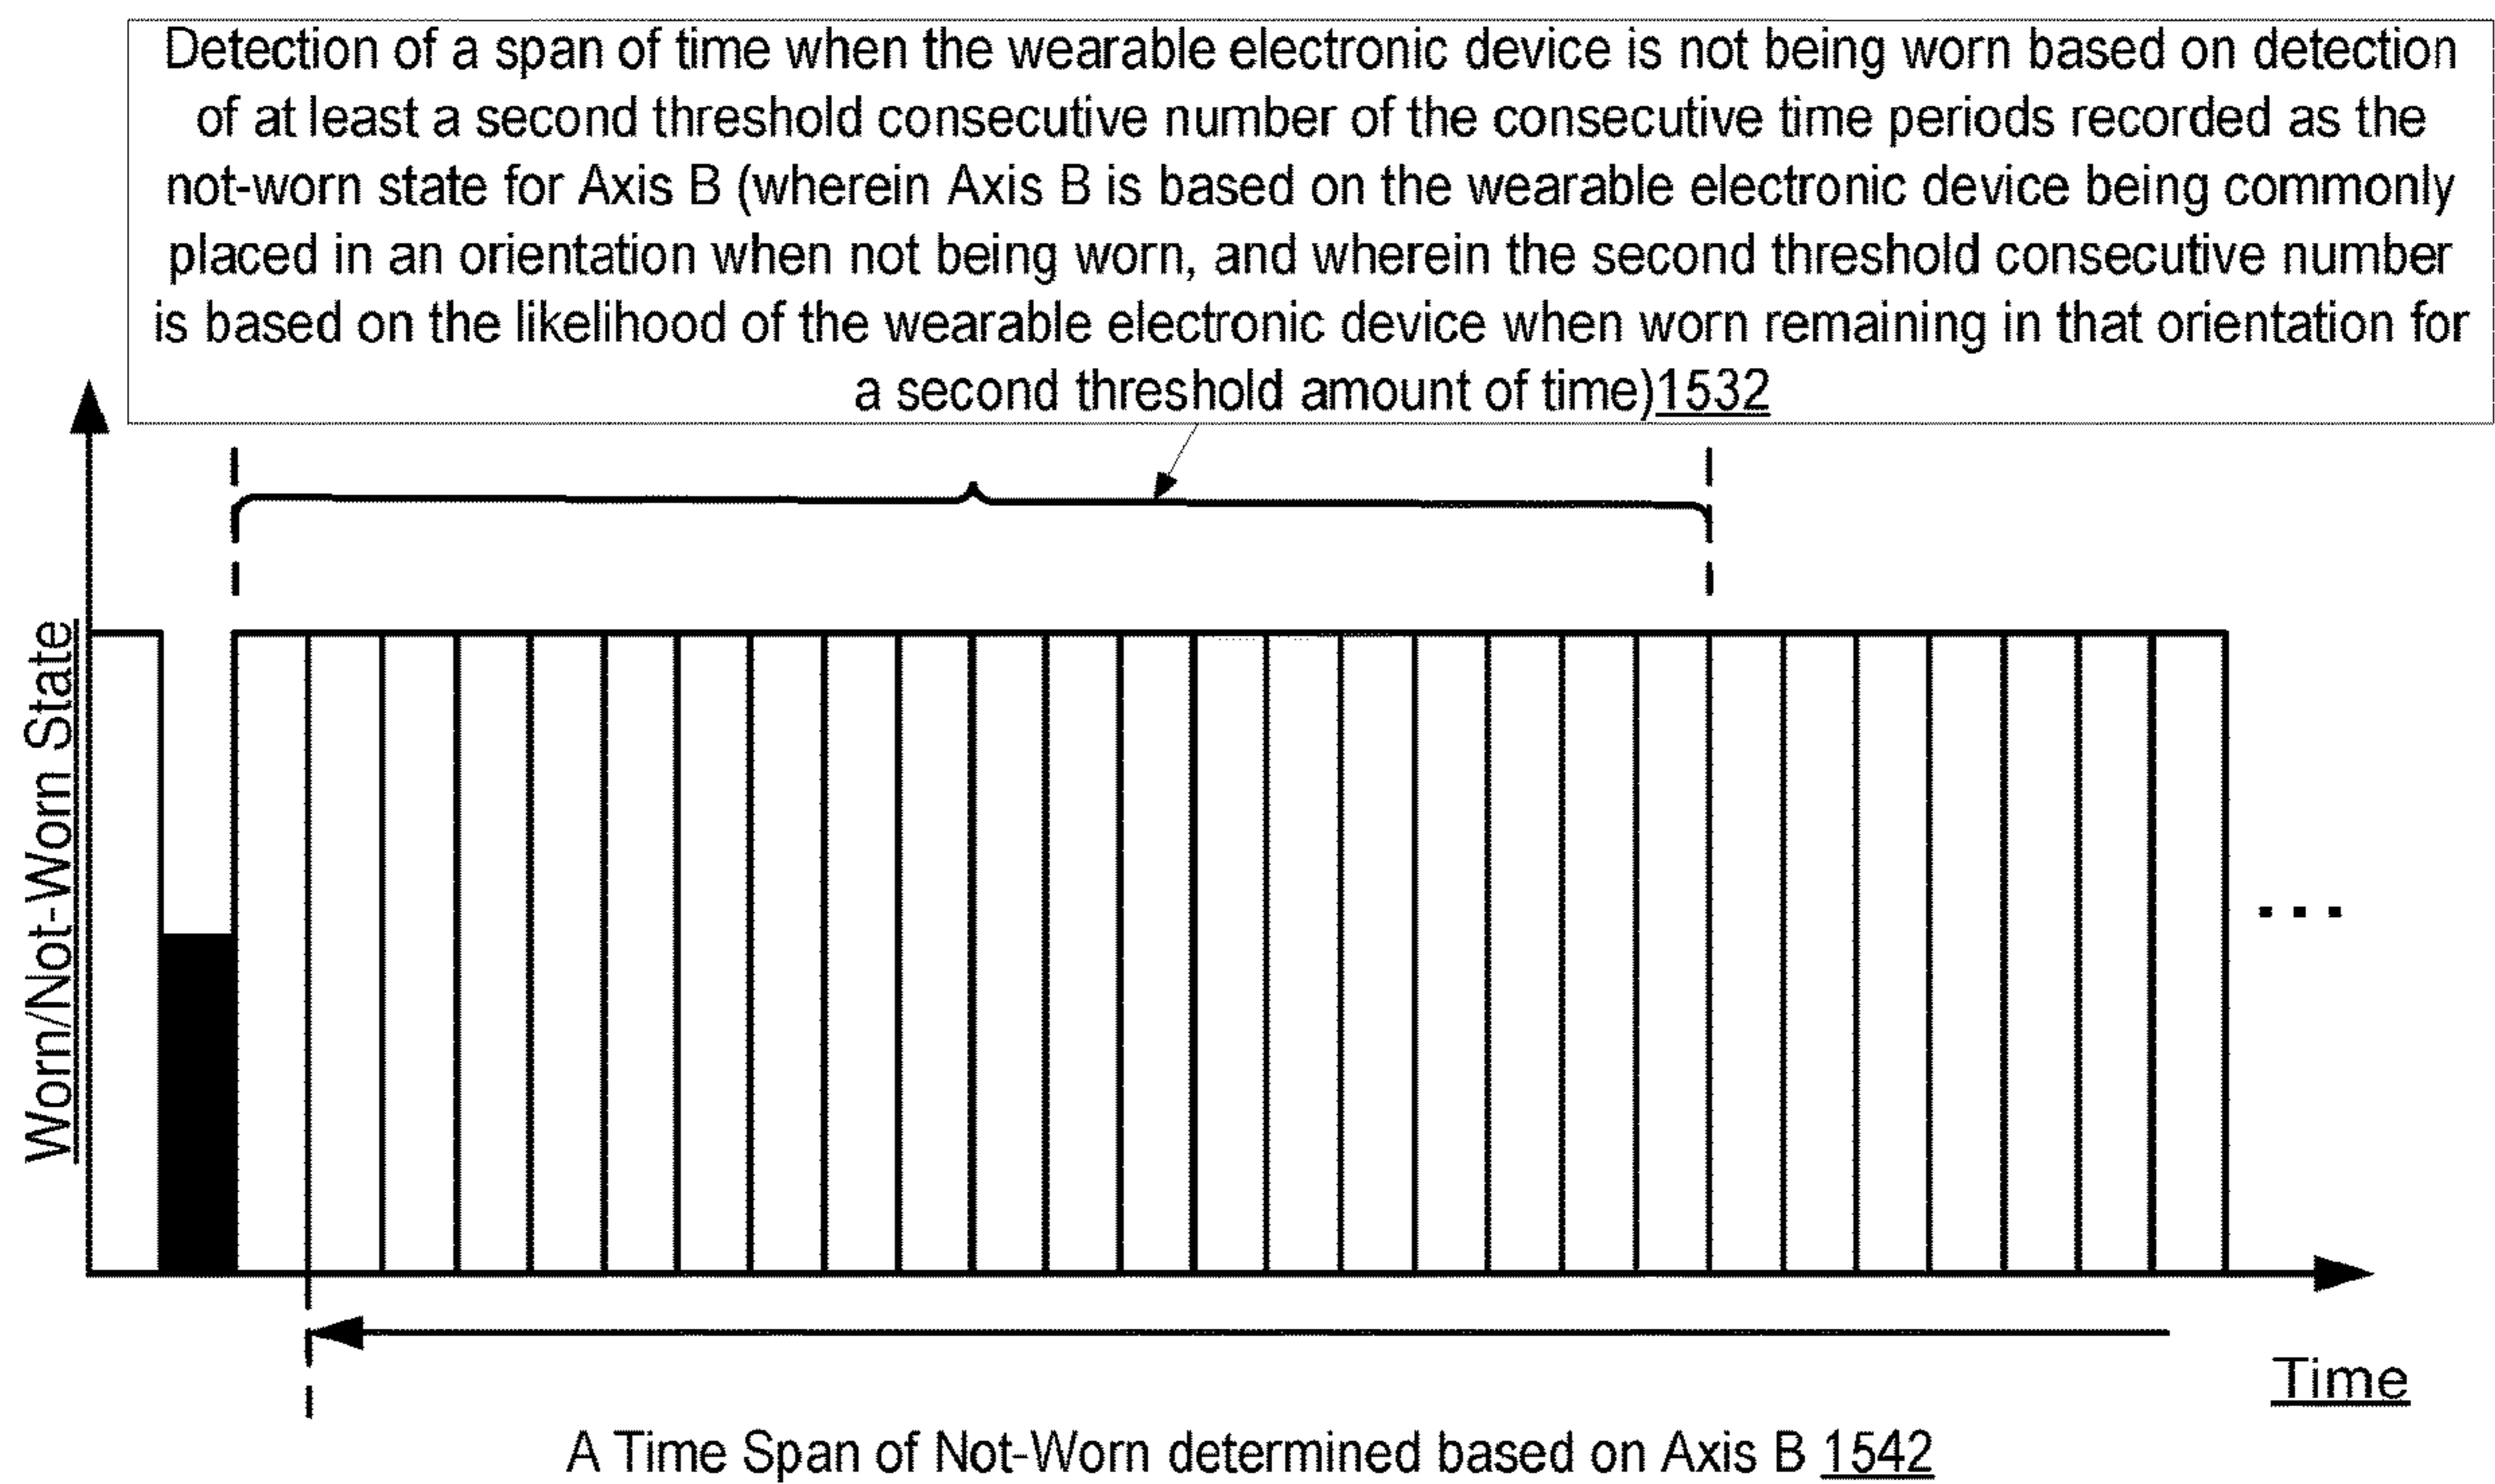 Detection of a span of time when the wearable electronic device is not being worn based on detection
of at least a second threshold consecutive number of the consecutive time periods recorded as the
not-worn state for Axis B (wherein Axis B is based on the wearable electronic device being commonly
placed in an orientation when not being worn, and wherein the second threshold consecutive number
is based on the likelihood of the wearable electronic device when worn remaining in that orientation for
a second threshold amount of time)1532
Worn/Not-Worn State
...
Time
A Time Span of Not-Worn determined based on Axis B 1542